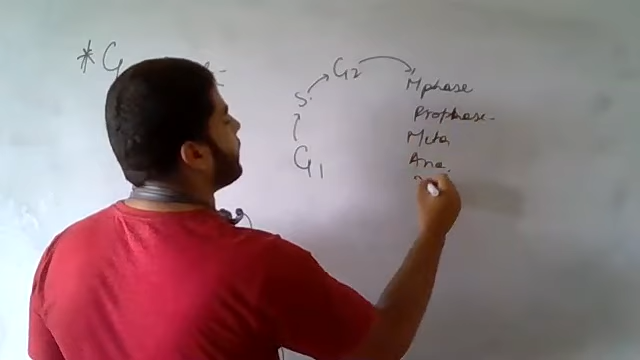 * G
G2
S.
G1
M phase
Prophase.
Meta
Ana.